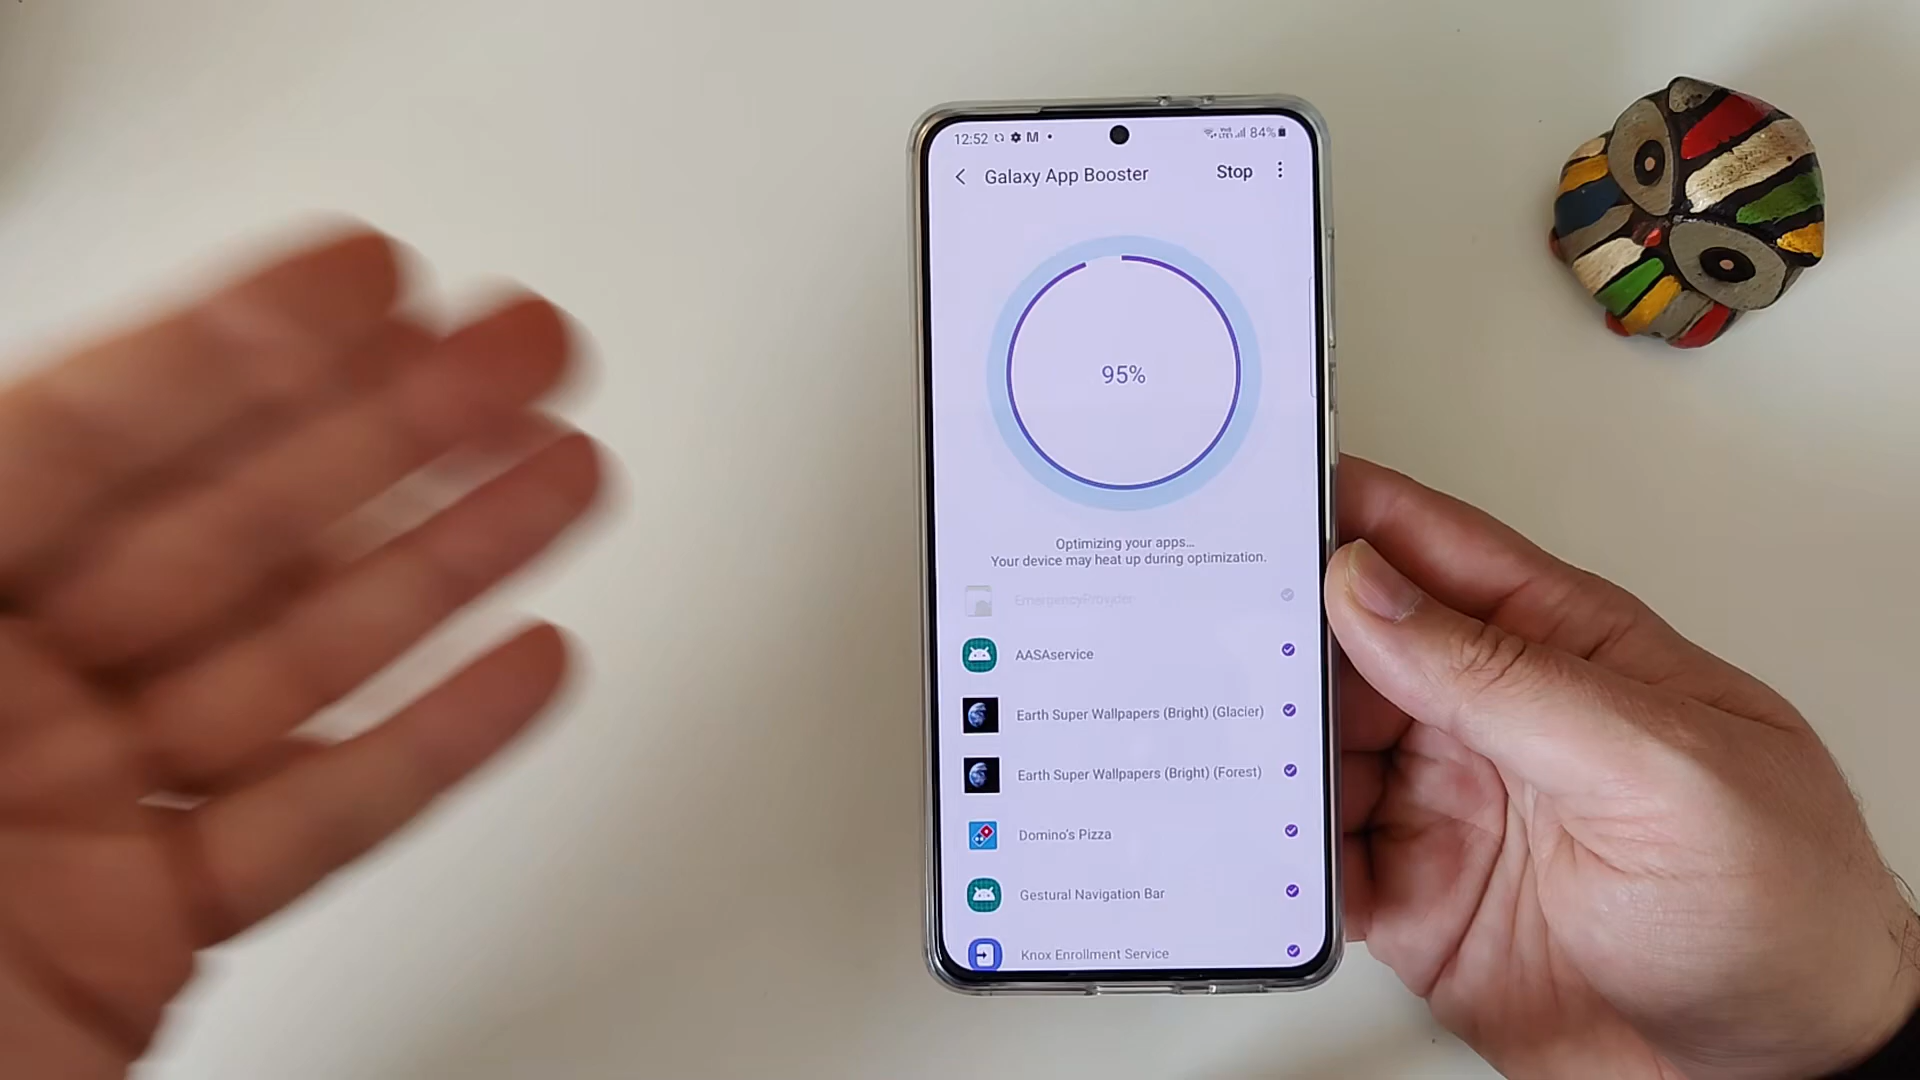 12:52 M 84%
Galaxy App Booster Stop
95%
Optimizing your apps...
Your device may heat up during optimization.
EmergencyProvider
AASAservice
Earth Super Wallpapers (Bright) (Glacier)
Earth Super Wallpapers (Bright) (Forest)
Domino's Pizza
Gestural Navigation Bar
Knox Enrollment Service